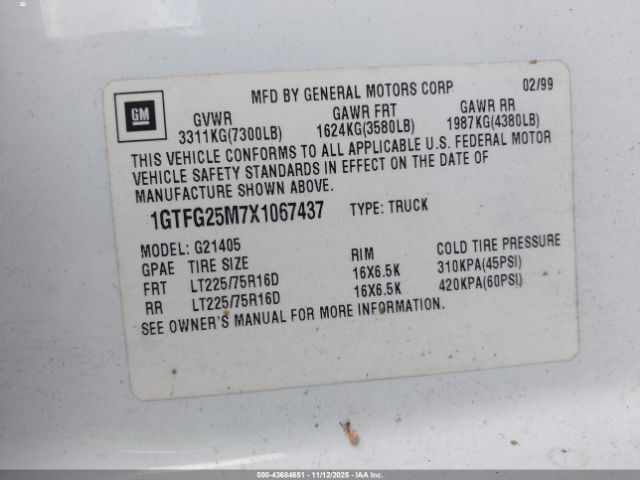 MFD BY GENERAL MOTORS CORP 02/99
GM
GVWR GAWR FRT GAWR RR
3311KG(7300LB) 1624KG(3580LB) 1987KG(4380LB)
THIS VEHICLE CONFORMS TO ALL APPLICABLE U.S. FEDERAL MOTOR
VEHICLE SAFETY STANDARDS IN EFFECT ON THE DATE OF
MANUFACTURE SHOWN ABOVE.
1GTFG25M7X1067437 TYPE: TRUCK
MODEL: G21405
GPAE TIRE SIZE RIM COLD TIRE PRESSURE
FRT LT225/75R16D 16X6.5K 310KPA(45PSI)
RR LT225/75R16D 16X6.5K 420KPA(60PSI)
SEE OWNER'S MANUAL FOR MORE INFORMATION.
000-43684651 - 11/12/2025 - IAA.com